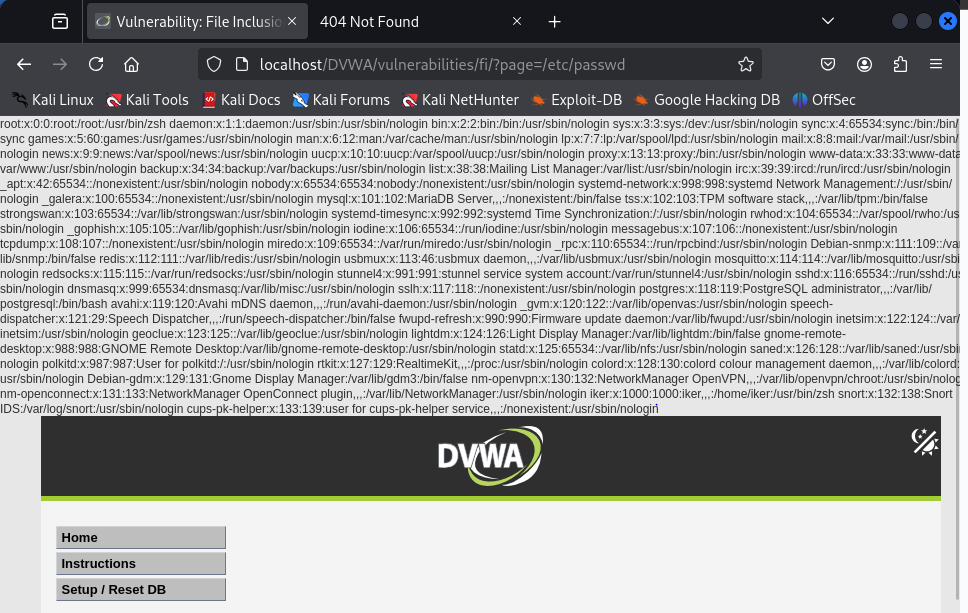 Vulnerability: File Inclusio
404 Not Found
localhost/DVWA/vulnerabilities/fi/?page=/etc/passwd
Kali Linux Kali Tools Kali Docs Kali Forums Kali NetHunter Exploit-DB Google Hacking DB OffSec
root:x:0:0:root:/root:/usr/bin/zsh daemon:x:1:1:daemon:/usr/sbin:/usr/sbin/nologin bin:x:2:2:bin:/bin:/usr/sbin/nologin sys:x:3:3:sys:/dev:/usr/sbin/nologin sync:x:4:65534:sync:/bin:/bin/
sync games:x:5:60:games:/usr/games:/usr/sbin/nologin man:x:6:12:man:/var/cache/man:/usr/sbin/nologin lp:x:7:7:lp:/var/spool/lpd:/usr/sbin/nologin mail:x:8:8:mail:/var/mail:/usr/sbin/
nologin news:x:9:9:news:/var/spool/news:/usr/sbin/nologin uucp:x:10:10:uucp:/var/spool/uucp:/usr/sbin/nologin proxy:x:13:13:proxy:/bin:/usr/sbin/nologin www-data:x:33:33:www-data
var/www:/usr/sbin/nologin backup:x:34:34:backup:/var/backups:/usr/sbin/nologin list:x:38:38:Mailing List Manager:/var/list:/usr/sbin/nologin irc:x:39:39:ircd:/run/ircd:/usr/sbin/nologin
_apt:x:42:65534::/nonexistent:/usr/sbin/nologin nobody:x:65534:65534:nobody:/nonexistent:/usr/sbin/nologin systemd-network:x:998:998:systemd Network Management:/:/usr/sbin/
nologin _galera:x:100:65534::/nonexistent:/usr/sbin/nologin mysql:x:101:102:MariaDB Server,,,:/nonexistent:/bin/false tss:x:102:103:TPM software stack,,,:/var/lib/tpm:/bin/false
strongswan:x:103:65534::/var/lib/strongswan:/usr/sbin/nologin systemd-timesync:x:992:992:systemd Time Synchronization:/:/usr/sbin/nologin rwhod:x:104:65534::/var/spool/rwho:/us
sbin/nologin _gophish:x:105:105::/var/lib/gophish:/usr/sbin/nologin iodine:x:106:65534::/run/iodine:/usr/sbin/nologin messagebus:x:107:106::/nonexistent:/usr/sbin/nologin
tcpdump:x:108:107::/nonexistent:/usr/sbin/nologin miredo:x:109:65534::/var/run/miredo:/usr/sbin/nologin _rpc:x:110:65534::/run/rpcbind:/usr/sbin/nologin Debian-snmp:x:111:109::/va
lib/snmp:/bin/false redis:x:112:111::/var/lib/redis:/usr/sbin/nologin usbmux:x:113:46:usbmux daemon,,,:/var/lib/usbmux:/usr/sbin/nologin mosquitto:x:114:114::/var/lib/mosquitto:/usr/sbi
nologin redsocks:x:115:115::/var/run/redsocks:/usr/sbin/nologin stunnel4:x:991:991:stunnel service system account:/var/run/stunnel4:/usr/sbin/nologin sshd:x:116:65534::/run/sshd:/us
sbin/nologin dnsmasq:x:999:65534:dnsmasq:/var/lib/misc:/usr/sbin/nologin sslh:x:117:118::/nonexistent:/usr/sbin/nologin postgres:x:118:119:PostgreSQL administrator,,,:/var/lib/
postgresql:/bin/bash avahi:x:119:120:Avahi mDNS daemon,,,:/run/avahi-daemon:/usr/sbin/nologin _gvm:x:120:122::/var/lib/openvas:/usr/sbin/nologin speech-
dispatcher:x:121:29:Speech Dispatcher,,,:/run/speech-dispatcher:/bin/false fwupd-refresh:x:990:990:Firmware update daemon:/var/lib/fwupd:/usr/sbin/nologin inetsim:x:122:124::/var/
inetsim:/usr/sbin/nologin geoclue:x:123:125::/var/lib/geoclue:/usr/sbin/nologin lightdm:x:124:126:Light Display Manager:/var/lib/lightdm:/bin/false gnome-remote-
desktop:x:988:988:GNOME Remote Desktop:/var/lib/gnome-remote-desktop:/usr/sbin/nologin statd:x:125:65534::/var/lib/nfs:/usr/sbin/nologin saned:x:126:128::/var/lib/saned:/usr/sbin
nologin polkitd:x:987:987:User for polkitd:/:/usr/sbin/nologin rtkit:x:127:129:RealtimeKit,,,:/proc:/usr/sbin/nologin colord:x:128:130:colord colour management daemon,,,:/var/lib/colord:
usr/sbin/nologin Debian-gdm:x:129:131:Gnome Display Manager:/var/lib/gdm3:/bin/false nm-openvpn:x:130:132:NetworkManager OpenVPN,,,:/var/lib/openvpn/chroot:/usr/sbin/nolog
nm-openconnect:x:131:133:NetworkManager OpenConnect plugin,,,:/var/lib/NetworkManager:/usr/sbin/nologin iker:x:1000:1000:iker,,,:/home/iker:/usr/bin/zsh snort:x:132:138:Snort
IDS:/var/log/snort:/usr/sbin/nologin cups-pk-helper:x:133:139:user for cups-pk-helper service,,,:/nonexistent:/usr/sbin/nologin
DVWA
Home
Instructions
Setup / Reset DB